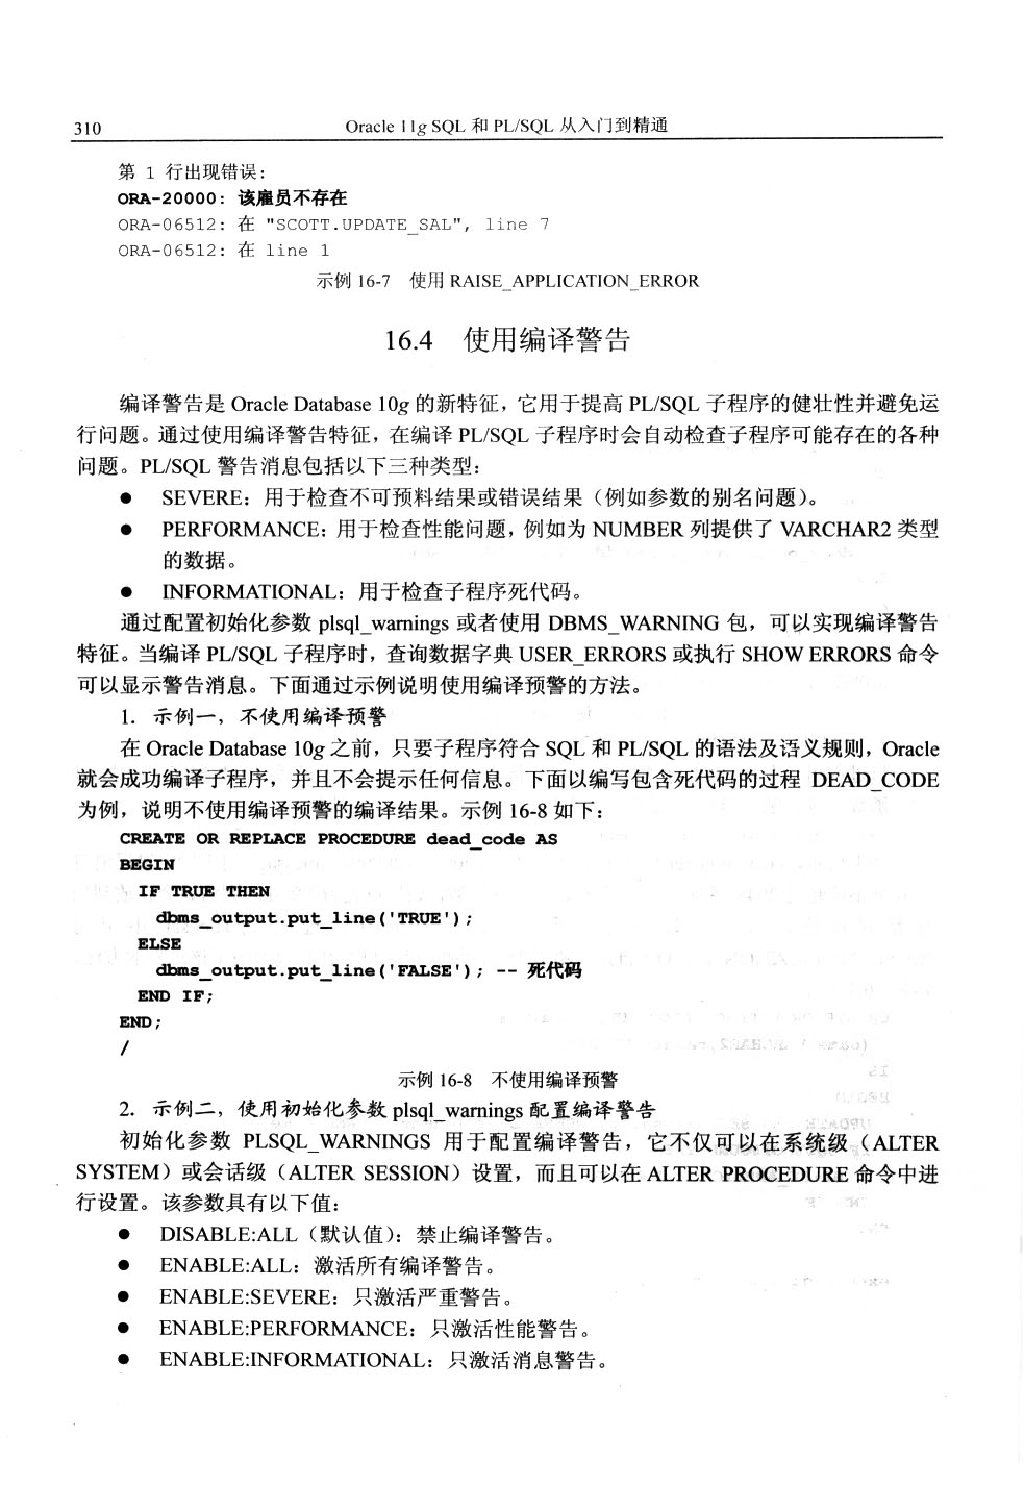 310
Oracle 11g SQL 和 PL/SQL 从入门到精通
第 1 行出现错误:
ORA-20000: 该雇员不存在
ORA-06512: 在 "SCOTT.UPDATE_SAL", line 7
ORA-06512: 在 line 1
示例 16-7 使用 RAISE_APPLICATION_ERROR
16.4 使用编译警告
编译警告是 Oracle Database 10g 的新特征，它用于提高 PL/SQL 子程序的健壮性并避免运
行问题。通过使用编译警告特征，在编译 PL/SQL 子程序时会自动检查子程序可能存在的各种
问题。PL/SQL 警告消息包括以下三种类型：
● SEVERE：用于检查不可预料结果或错误结果（例如参数的别名问题）。
● PERFORMANCE：用于检查性能问题，例如为 NUMBER 列提供了 VARCHAR2 类型
的数据。
● INFORMATIONAL：用于检查子程序死代码。
通过配置初始化参数 plsql_warnings 或者使用 DBMS_WARNING 包，可以实现编译警告
特征。当编译 PL/SQL 子程序时，查询数据字典 USER_ERRORS 或执行 SHOW ERRORS 命令
可以显示警告消息。下面通过示例说明使用编译预警的方法。
1．示例一，不使用编译预警
在 Oracle Database 10g 之前，只要子程序符合 SQL 和 PL/SQL 的语法及语义规则，Oracle
就会成功编译子程序，并且不会提示任何信息。下面以编写包含死代码的过程 DEAD_CODE
为例，说明不使用编译预警的编译结果。示例 16-8 如下：
CREATE OR REPLACE PROCEDURE dead_code AS
BEGIN
IF TRUE THEN
dbms_output.put_line('TRUE');
ELSE
dbms_output.put_line('FALSE'); -- 死代码
END IF;
END;
/
示例 16-8 不使用编译预警
2．示例二，使用初始化参数 plsql_warnings 配置编译警告
初始化参数 PLSQL_WARNINGS 用于配置编译警告，它不仅可以在系统级（ALTER
SYSTEM）或会话级（ALTER SESSION）设置，而且可以在 ALTER PROCEDURE 命令中进
行设置。该参数具有以下值：
● DISABLE:ALL（默认值）：禁止编译警告。
● ENABLE:ALL：激活所有编译警告。
● ENABLE:SEVERE：只激活严重警告。
● ENABLE:PERFORMANCE：只激活性能警告。
● ENABLE:INFORMATIONAL：只激活消息警告。